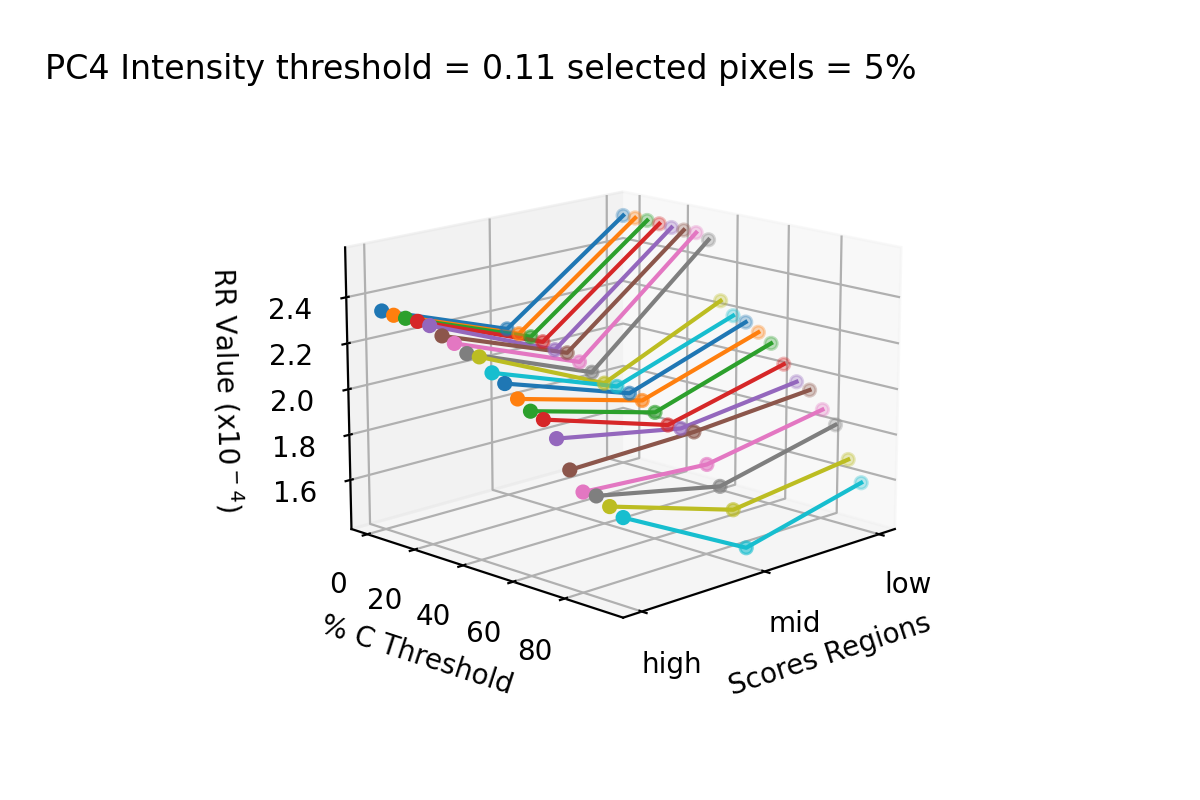 PC4 Intensity threshold = 0.11 selected pixels = 5%
RR Value (x10⁻⁴)
2.4
2.2
2.0
1.8
1.6
0
20
40
60
80
% C Threshold
high
mid
low
Scores Regions